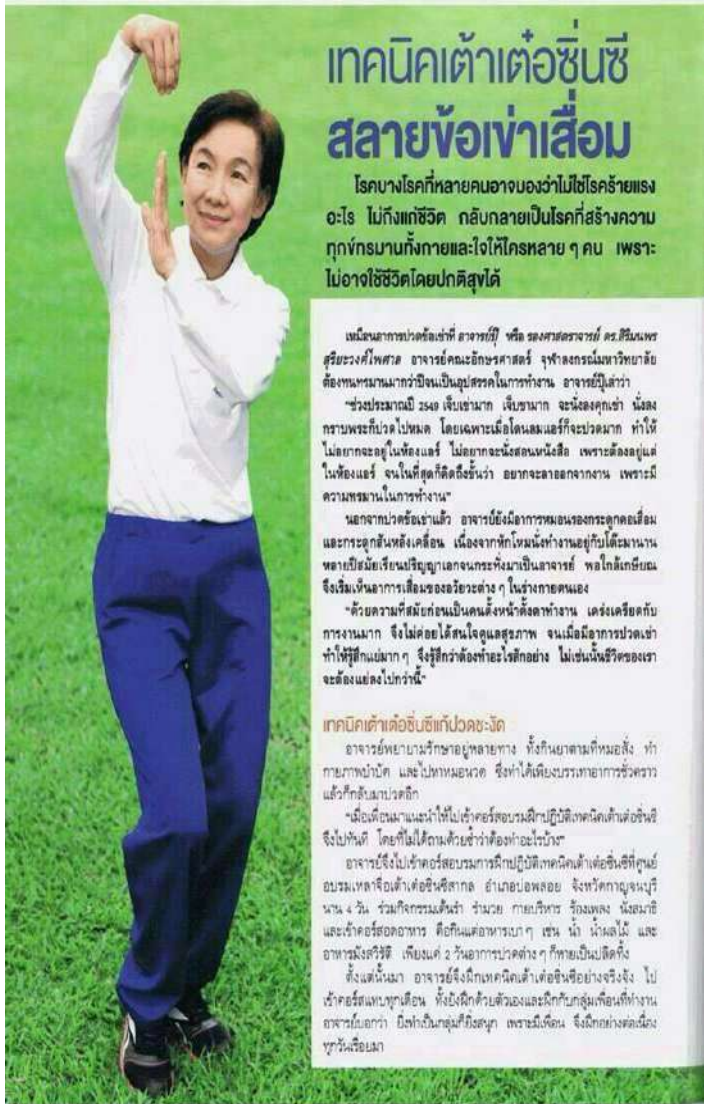 เทคนิคเต้าเต๋อซิ่นซี
สลายข้อเข่าเสื่อม
โรคบางโรคที่หลายคนอาจมองว่าไม่ใช่โรคร้ายแรง
อะไร ไม่ถึงแก่ชีวิต กลับกลายเป็นโรคที่สร้างความ
ทุกข์ทรมานทั้งกายและใจให้ใครหลาย ๆ คน เพราะ
ไม่อาจใช้ชีวิตโดยปกติสุขได้
เหมือนอาการปวดข้อเข่าที่ อาจารย์ปุ๊ หรือ รองศาสตราจารย์ ดร.สิริมนพร
สุริยะวงศ์ไพศาล อาจารย์คณะอักษรศาสตร์ จุฬาลงกรณ์มหาวิทยาลัย
ต้องทนทรมานมากว่าปีจนเป็นอุปสรรคในการทำงาน อาจารย์ปุ๊เล่าว่า
"ช่วงประมาณปี 2549 เจ็บเข่ามาก เจ็บขามาก จะนั่งลงคุกเข่า นั่งลง
กราบพระก็ปวดไปหมด โดยเฉพาะเมื่อโดนลมแอร์ก็จะปวดมาก ทำให้
ไม่อยากจะอยู่ในห้องแอร์ ไม่อยากจะนั่งสอนหนังสือ เพราะต้องอยู่แต่
ในห้องแอร์ จนในที่สุดก็คิดถึงขั้นว่า อยากจะลาออกจากงาน เพราะมี
ความทรมานในการทำงาน"
นอกจากปวดข้อเข่าแล้ว อาจารย์ยังมีอาการหมอนรองกระดูกคอเสื่อม
และกระดูกสันหลังเคลื่อน เนื่องจากหักโหมนั่งทำงานอยู่กับโต๊ะมานาน
หลายปีสมัยเรียนปริญญาเอกจนกระทั่งมาเป็นอาจารย์ พอใกล้เกษียณ
จึงเริ่มเห็นอาการเสื่อมของอวัยวะต่าง ๆ ในร่างกายตนเอง
"ด้วยความที่สมัยก่อนเป็นคนตั้งหน้าตั้งตาทำงาน เคร่งเครียดกับ
การงานมาก จึงไม่ค่อยได้สนใจดูแลสุขภาพ จนเมื่อมีอาการปวดเข่า
ทำให้รู้สึกแย่มาก ๆ จึงรู้สึกว่าต้องทำอะไรสักอย่าง ไม่เช่นนั้นชีวิตของเรา
จะต้องแย่ลงไปกว่านี้"
เทคนิคเต้าเต๋อซิ่นซีแก้ปวดชะงัด
อาจารย์พยายามรักษาอยู่หลายทาง ทั้งกินยาตามที่หมอสั่ง ทำ
กายภาพบำบัด และไปหาหมอนวด ซึ่งทำได้เพียงบรรเทาอาการชั่วคราว
แล้วก็กลับมาปวดอีก
"เมื่อเพื่อนมาแนะนำให้ไปเข้าคอร์สอบรมฝึกปฏิบัติเทคนิคเต้าเต๋อซิ่นซี
จึงไปทันที โดยที่ไม่ได้ถามด้วยซ้ำว่าต้องทำอะไรบ้าง"
อาจารย์จึงไปเข้าคอร์สอบรมการฝึกปฏิบัติเทคนิคเต้าเต๋อซิ่นซีที่ศูนย์
อบรมเหลาจื่อเต้าเต๋อซิ่นซีสากล อำเภอบ่อพลอย จังหวัดกาญจนบุรี
นาน 4 วัน ร่วมกิจกรรมเต้นรำ รำมวย กายบริหาร ร้องเพลง นั่งสมาธิ
และเข้าคอร์สอดอาหาร คือกินแต่อาหารเบา ๆ เช่น น้ำ น้ำผลไม้ และ
อาหารมังสวิรัติ เพียงแค่ 2 วันอาการปวดต่าง ๆ ก็หายเป็นปลิดทิ้ง
ตั้งแต่นั้นมา อาจารย์จึงฝึกเทคนิคเต้าเต๋อซิ่นซีอย่างจริงจัง ไป
เข้าคอร์สแทบทุกเดือน ทั้งยังฝึกด้วยตัวเองและฝึกกับกลุ่มเพื่อนที่ทำงาน
อาจารย์บอกว่า ยิ่งทำเป็นกลุ่มก็ยิ่งสนุก เพราะมีเพื่อน จึงฝึกอย่างต่อเนื่อง
ทุกวันเรื่อยมา